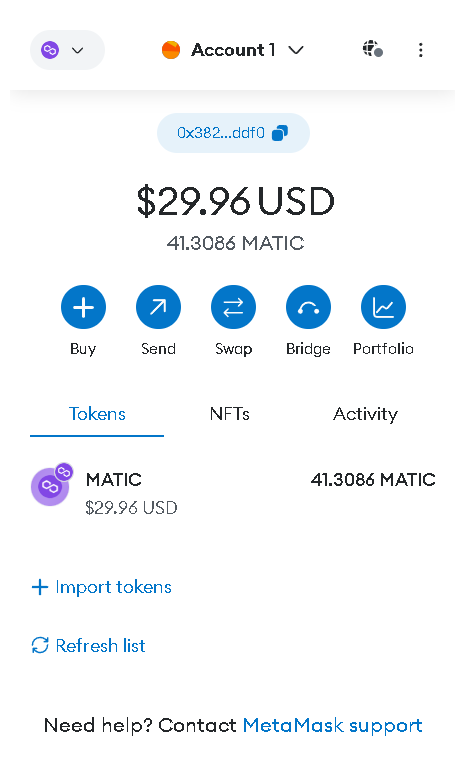 Account 1
0x382...ddf0
$29.96 USD
41.3086 MATIC
Buy Send Swap Bridge Portfolio
Tokens NFTs Activity
MATIC 41.3086 MATIC
$29.96 USD
Import tokens
Refresh list
Need help? Contact MetaMask support